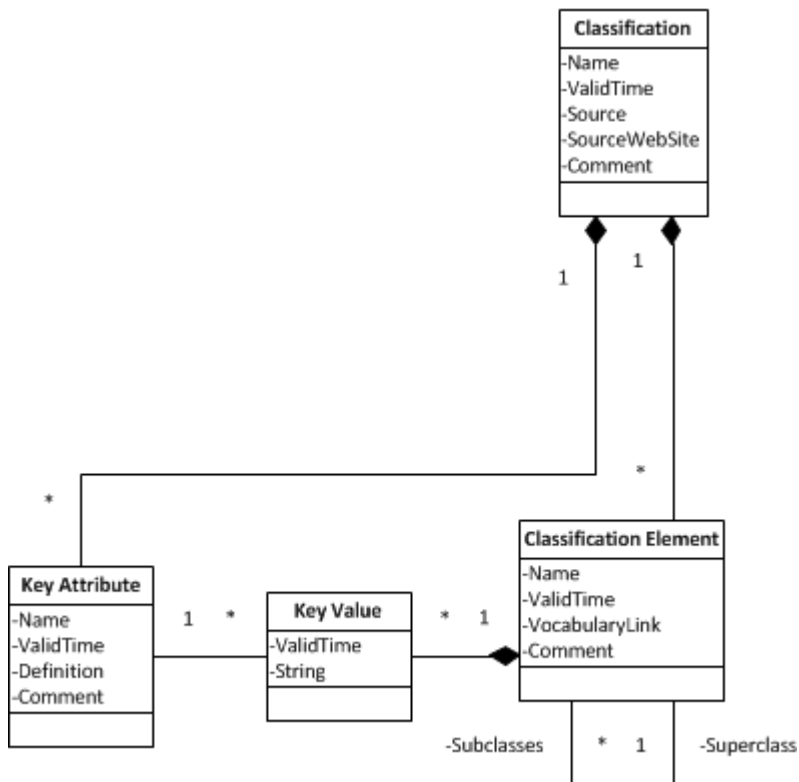 Classification
-Name
-ValidTime
-Source
-SourceWebSite
-Comment
1
1
*
*
Classification Element
-Name
-ValidTime
-VocabularyLink
-Comment
Key Attribute
-Name
-ValidTime
-Definition
-Comment
1 *
Key Value
-ValidTime
-String
* 1
-Subclasses * 1 -Superclass